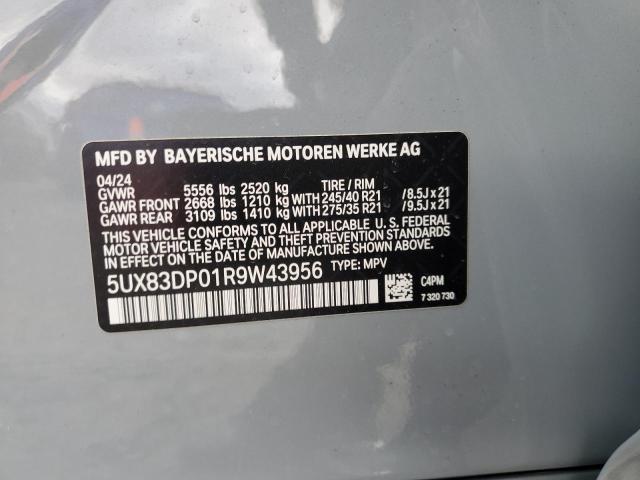 MFD BY BAYERISCHE MOTOREN WERKE AG
04/24 TIRE / RIM
GVWR 5556 lbs 2520 kg
GAWR FRONT 2668 lbs 1210 kg WITH 245/40 R21 /8.5J x 21
GAWR REAR 3109 lbs 1410 kg WITH 275/35 R21 /9.5J x 21
THIS VEHICLE CONFORMS TO ALL APPLICABLE U. S. FEDERAL
MOTOR VEHICLE SAFETY AND THEFT PREVENTION STANDARDS
IN EFFECT ON THE DATE OF MANUFACTURE SHOWN ABOVE.
5UX83DP01R9W43956 TYPE: MPV
C4PM
7 320 730